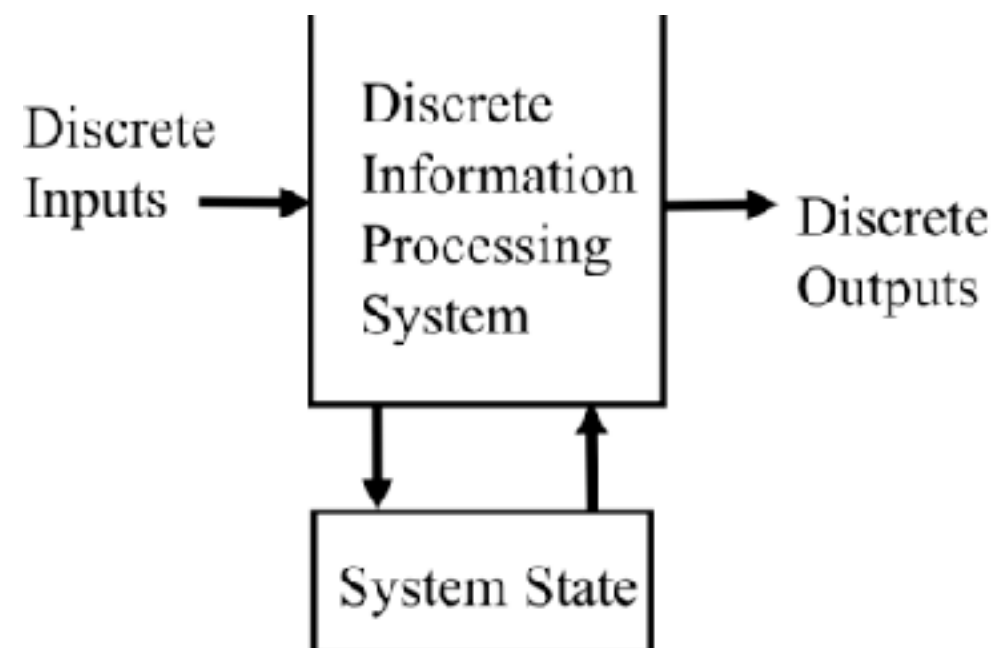 Discrete
Inputs
Discrete
Information
Processing
System
Discrete
Outputs
System State